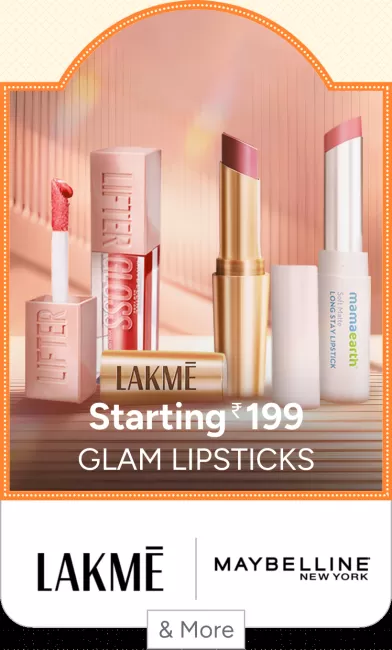 LIFTER
GLOSS
LIFTER
LAKMĒ
mamaearth
Soft Matte
LONG STAY LIPSTICK
Starting ₹199
GLAM LIPSTICKS
LAKMĒ
MAYBELLINE
NEW YORK
& More